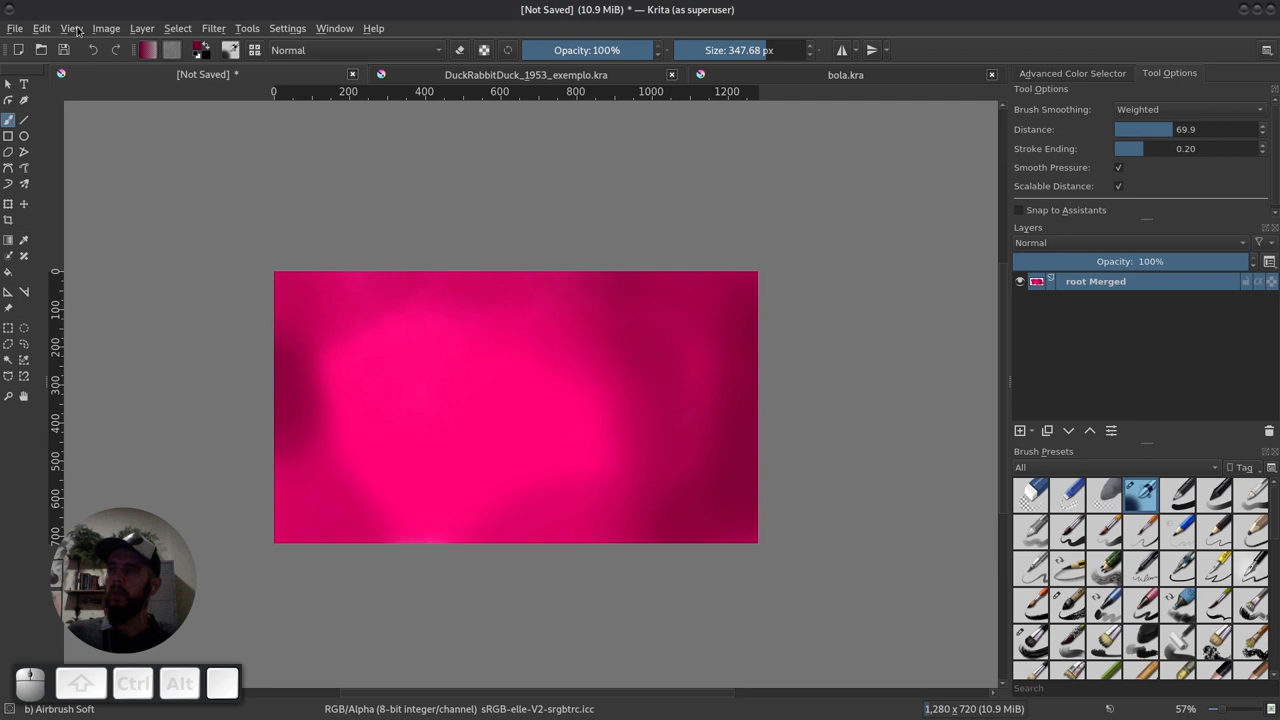 [Not Saved] (10.9 MiB) * — Krita (as superuser)
File Edit View Image Layer Select Filter Tools Settings Window Help
Normal Opacity: 100% Size: 347.68 px
[Not Saved] * DuckRabbitDuck_1953_exemplo.kra bola.kra
Advanced Color Selector Tool Options
0 200 400 600 800 1000 1200
Tool Options
Brush Smoothing: Weighted
Distance: 69.9
Stroke Ending: 0.20
Smooth Pressure:
Scalable Distance:
Snap to Assistants
Layers
Normal
Opacity: 100%
root Merged
0
100
200
300
400
500
600
700
Brush Presets
All Tag
Search
Ctrl Alt
b) Airbrush Soft RGB/Alpha (8-bit integer/channel) sRGB-elle-V2-srgbtrc.icc 1,280 x 720 (10.9 MiB) 57%